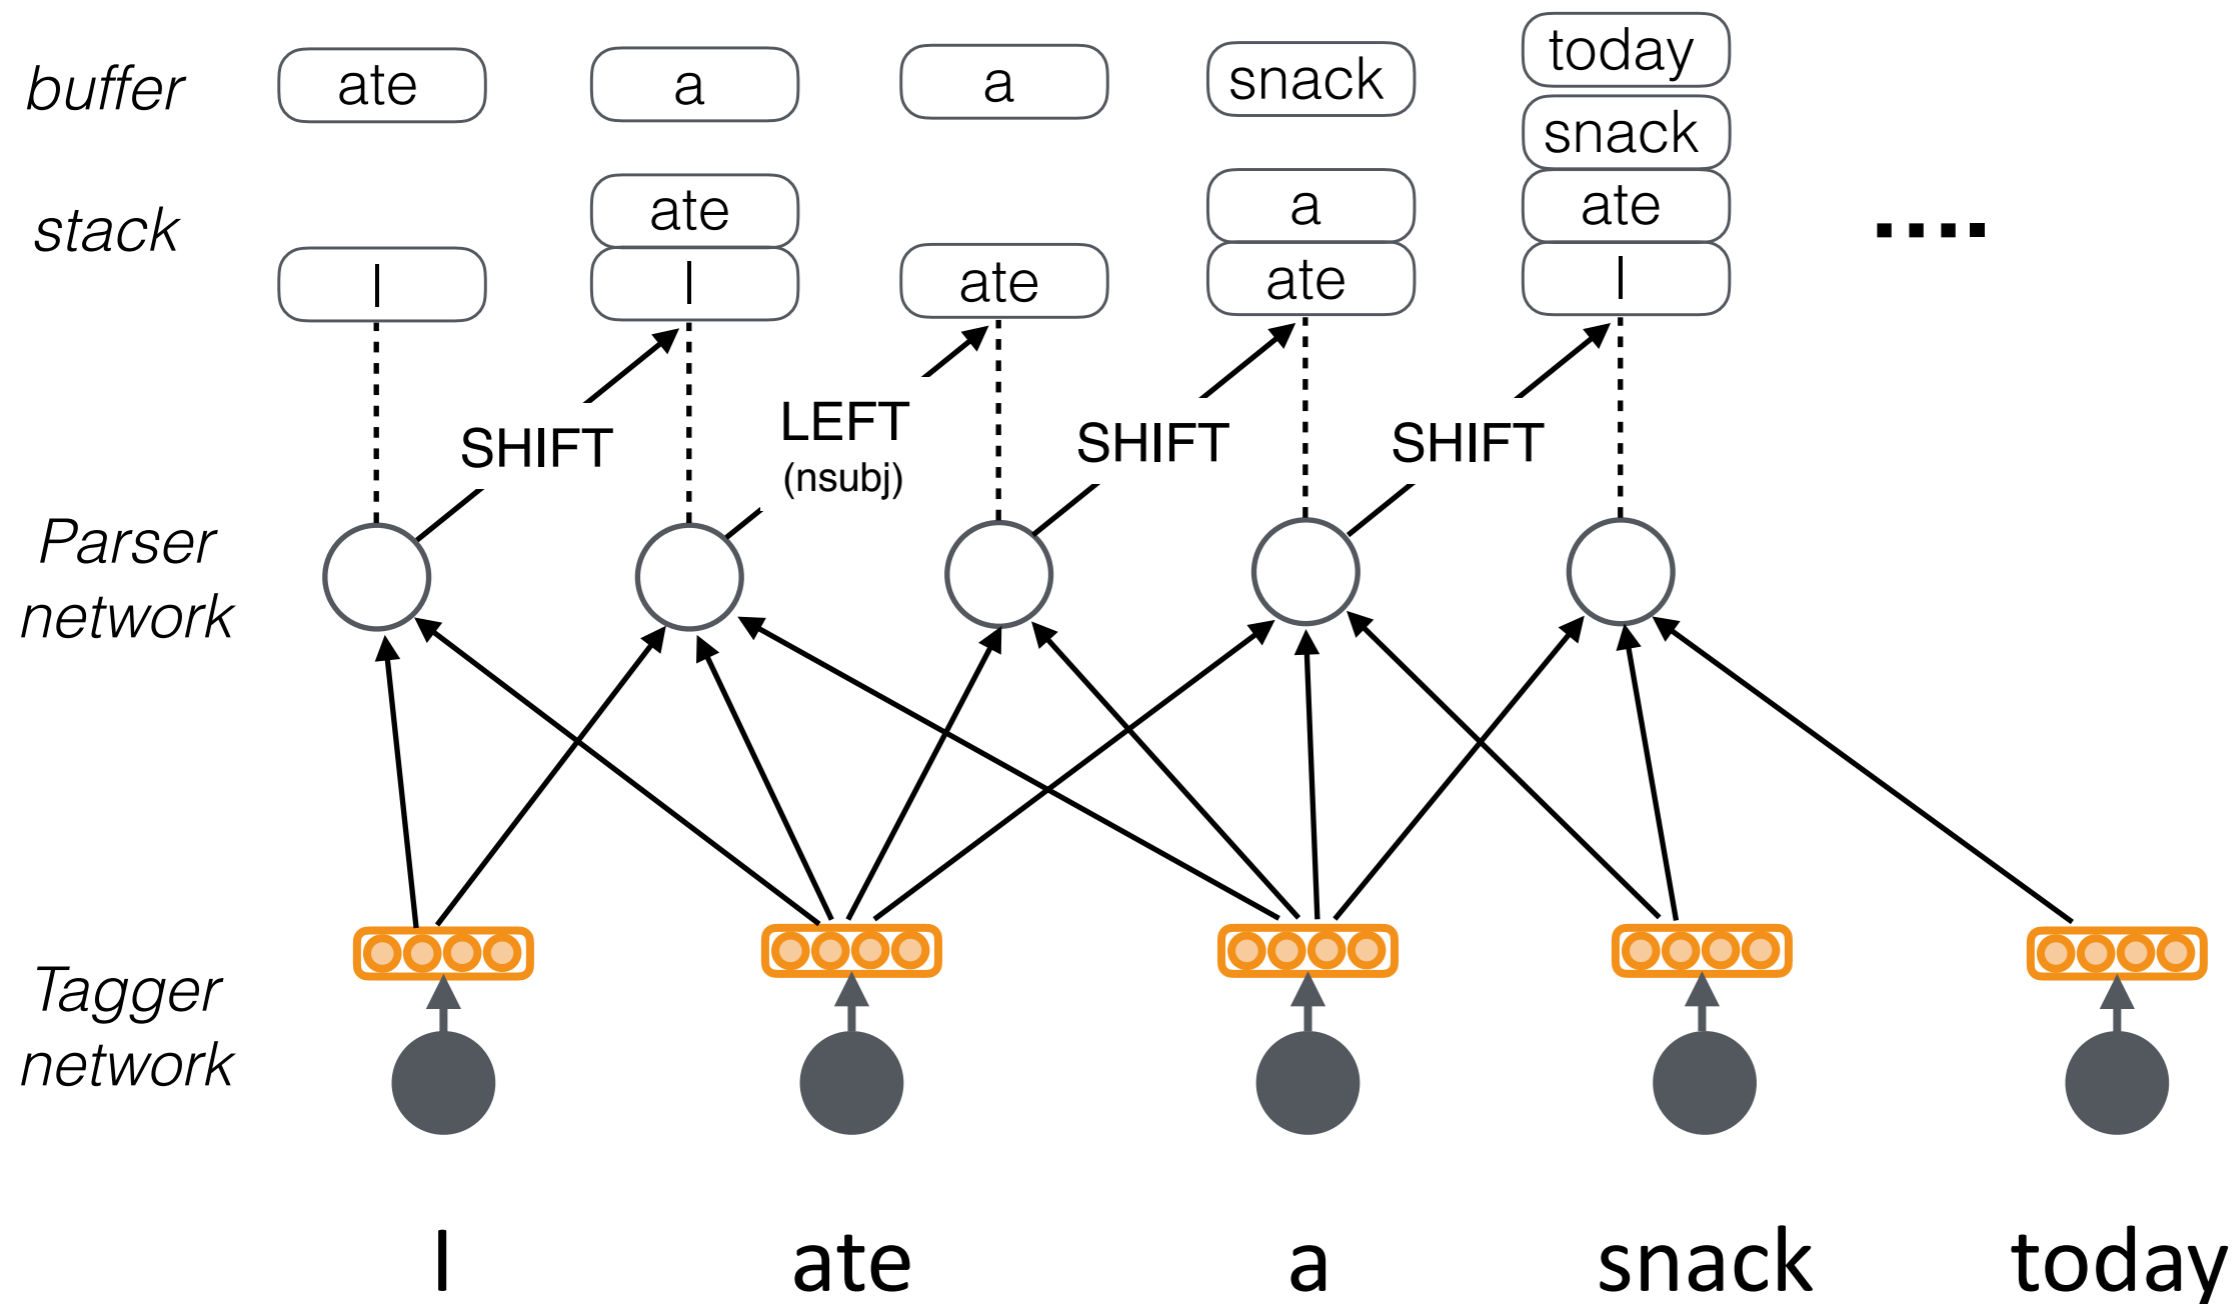 buffer
ate
a
a
snack
today
snack
stack
ate
a
ate
I
I
ate
ate
I
....
SHIFT
LEFT
(nsubj)
SHIFT
SHIFT
Parser
network
Tagger
network
I ate a snack today